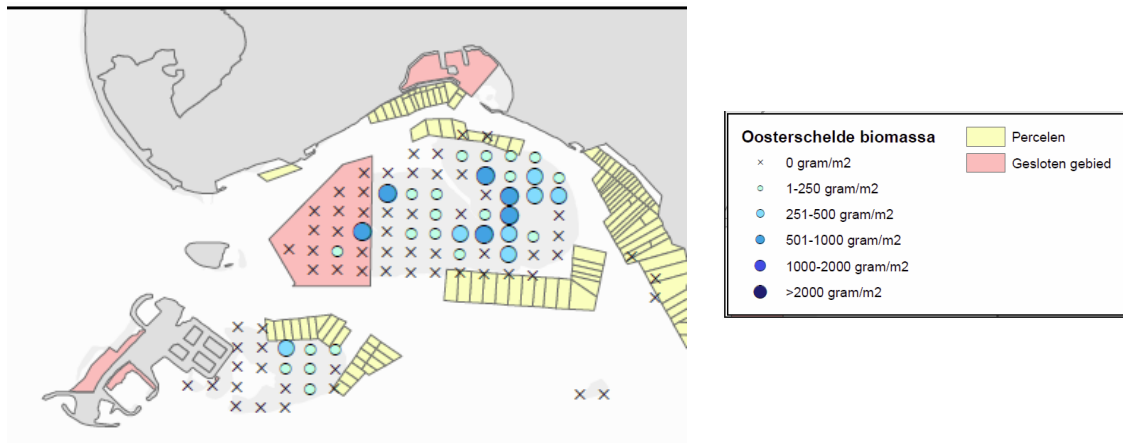 Oosterschelde biomassa
0 gram/m2
1-250 gram/m2
251-500 gram/m2
501-1000 gram/m2
1000-2000 gram/m2
>2000 gram/m2
Percelen
Gesloten gebied